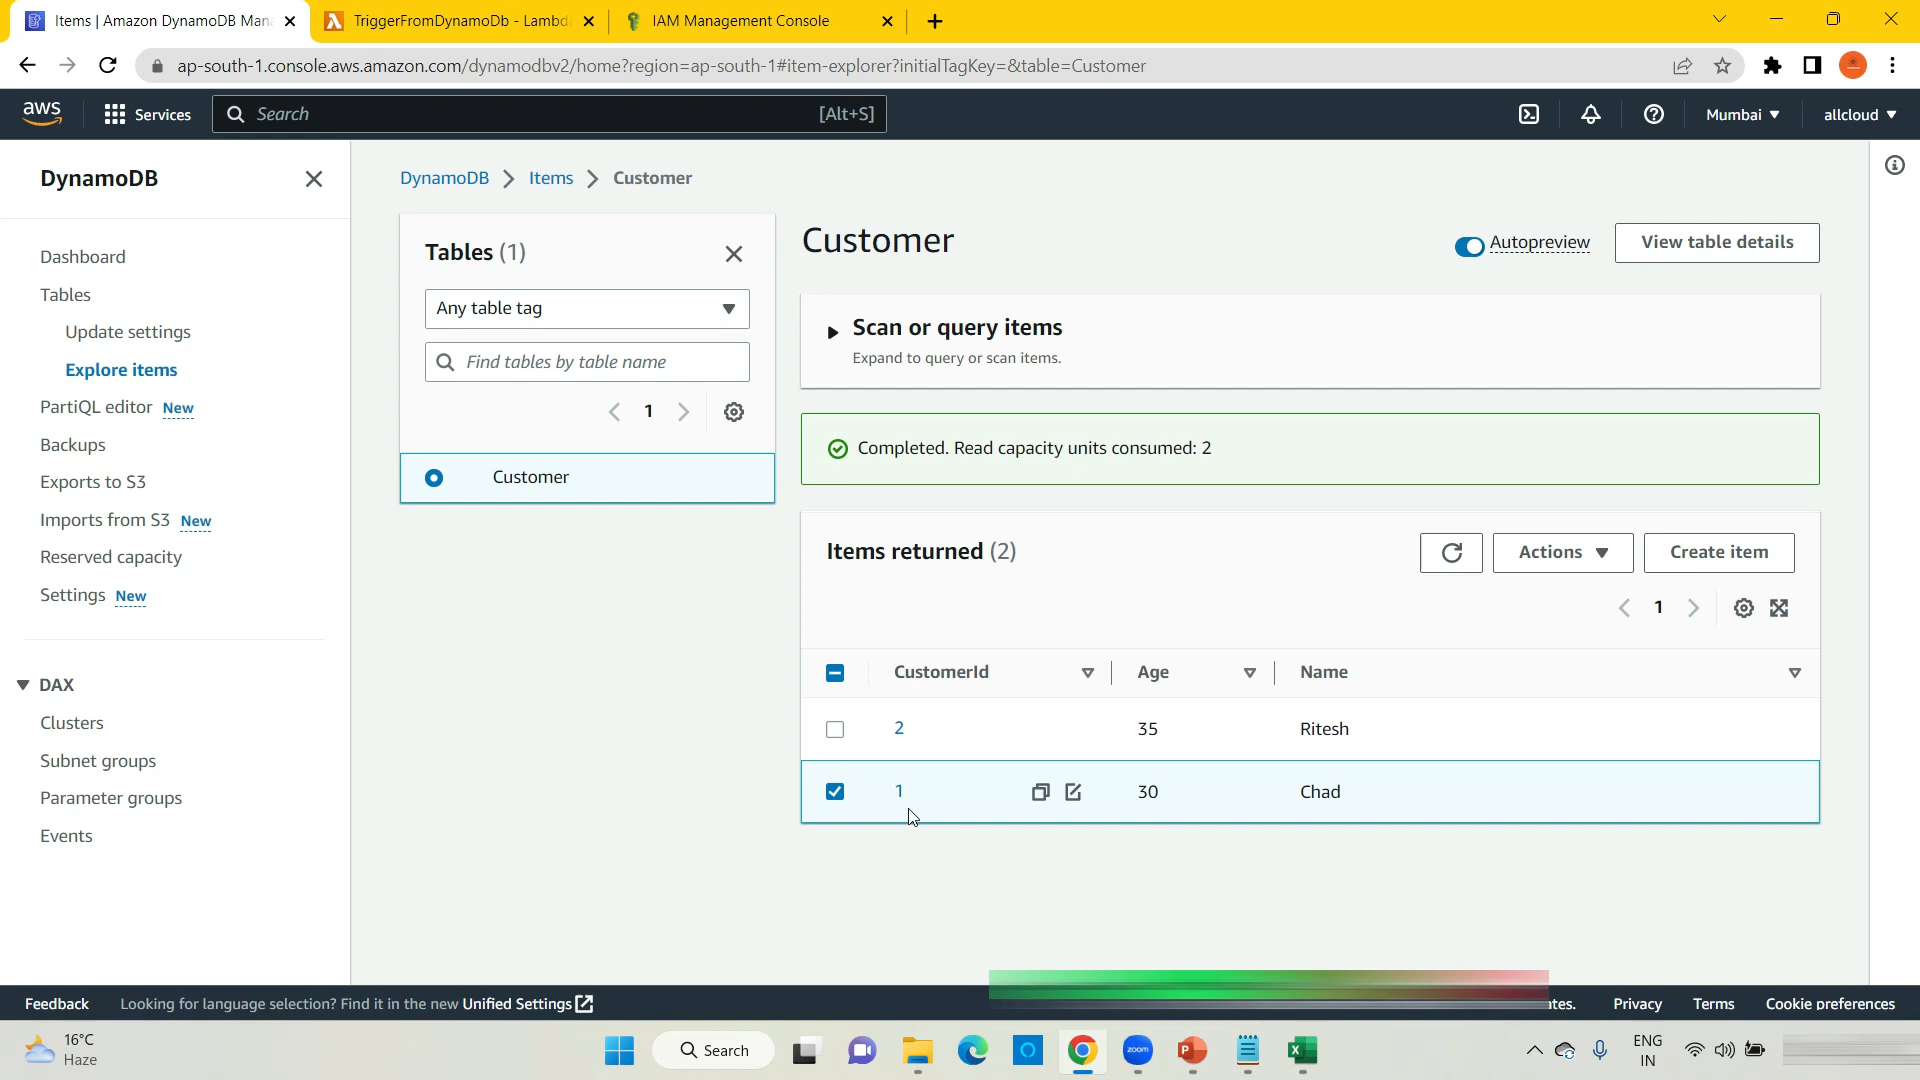 Items | Amazon DynamoDB Man
TriggerFromDynamoDb - Lambd
IAM Management Console
ap-south-1.console.aws.amazon.com/dynamodbv2/home?region=ap-south-1#item-explorer?initialTagKey=&table=Customer
aws
Services
Search
[Alt+S]
Mumbai
allcloud
DynamoDB
Dashboard
Tables
Update settings
Explore items
PartiQL editor New
Backups
Exports to S3
Imports from S3 New
Reserved capacity
Settings New
DAX
Clusters
Subnet groups
Parameter groups
Events
DynamoDB > Items > Customer
Tables (1)
Any table tag
Find tables by table name
1
Customer
Customer
Autopreview
View table details
Scan or query items
Expand to query or scan items.
Completed. Read capacity units consumed: 2
Items returned (2)
Actions
Create item
1
CustomerId Age Name
2 35 Ritesh
1 30 Chad
Feedback
Looking for language selection? Find it in the new Unified Settings
Privacy
Terms
Cookie preferences
16°C
Haze
Search
zoom
ENG
IN